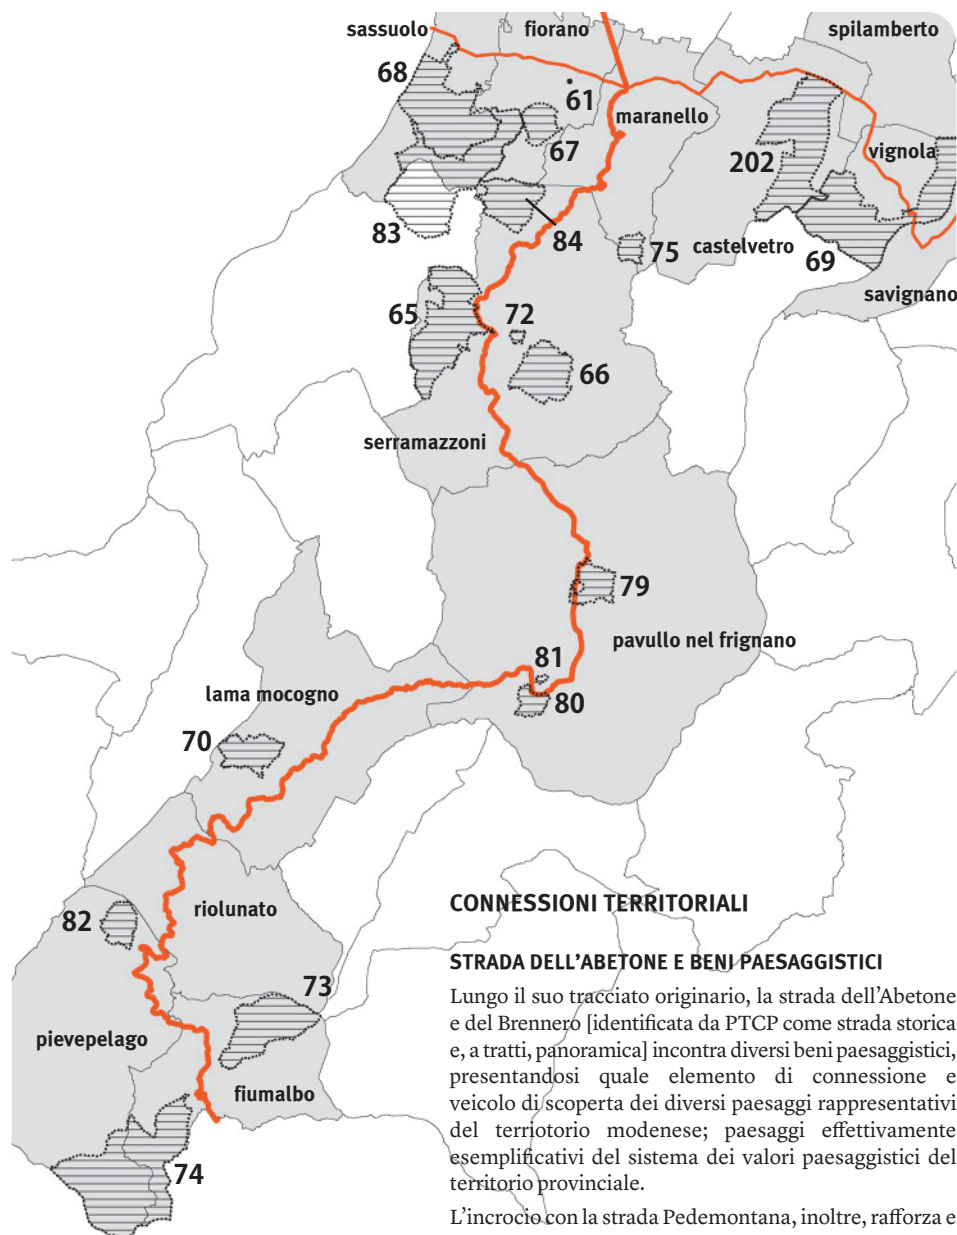 sassuolo
fiorano
spilamberto
68
61
maranello
67
202
vignola
83
84
75
castelvetro
69
savignano
65
72
66
serramazzoni
79
pavullo nel frignano
81
lama mocogno
80
70
riolunato
82
73
pievepelago
fiumalbo
74
CONNESSIONI TERRITORIALI
STRADA DELL’ABETONE E BENI PAESAGGISTICI
Lungo il suo tracciato originario, la strada dell’Abetone
e del Brennero [identificata da PTCP come strada storica
e, a tratti, panoramica] incontra diversi beni paesaggistici,
presentandosi quale elemento di connessione e
veicolo di scoperta dei diversi paesaggi rappresentativi
del terriotorio modenese; paesaggi effettivamente
esemplificativi del sistema dei valori paesaggistici del
territorio provinciale.
L’incrocio con la strada Pedemontana, inoltre, rafforza e